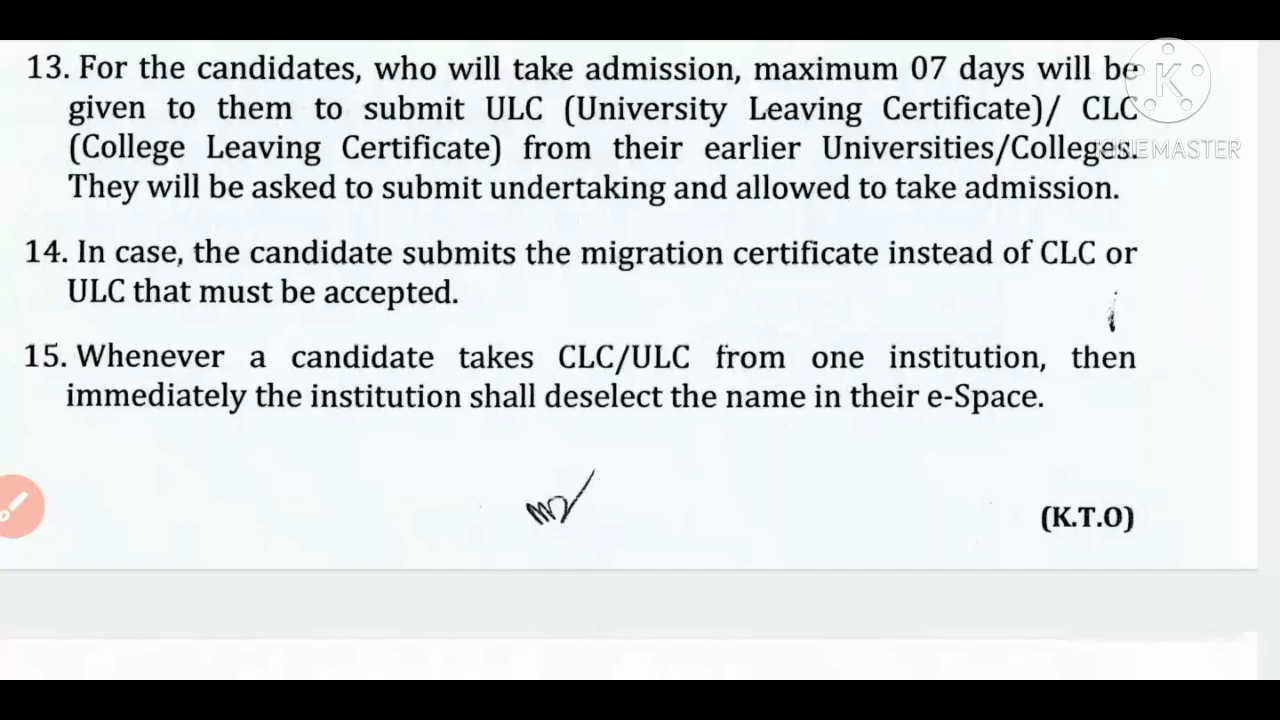 13. For the candidates, who will take admission, maximum 07 days will be
given to them to submit ULC (University Leaving Certificate)/ CLC
(College Leaving Certificate) from their earlier Universities/Colleges.
They will be asked to submit undertaking and allowed to take admission.
14. In case, the candidate submits the migration certificate instead of CLC or
ULC that must be accepted.
15. Whenever a candidate takes CLC/ULC from one institution, then
immediately the institution shall deselect the name in their e-Space.
(K.T.O)
K
KINEMASTER